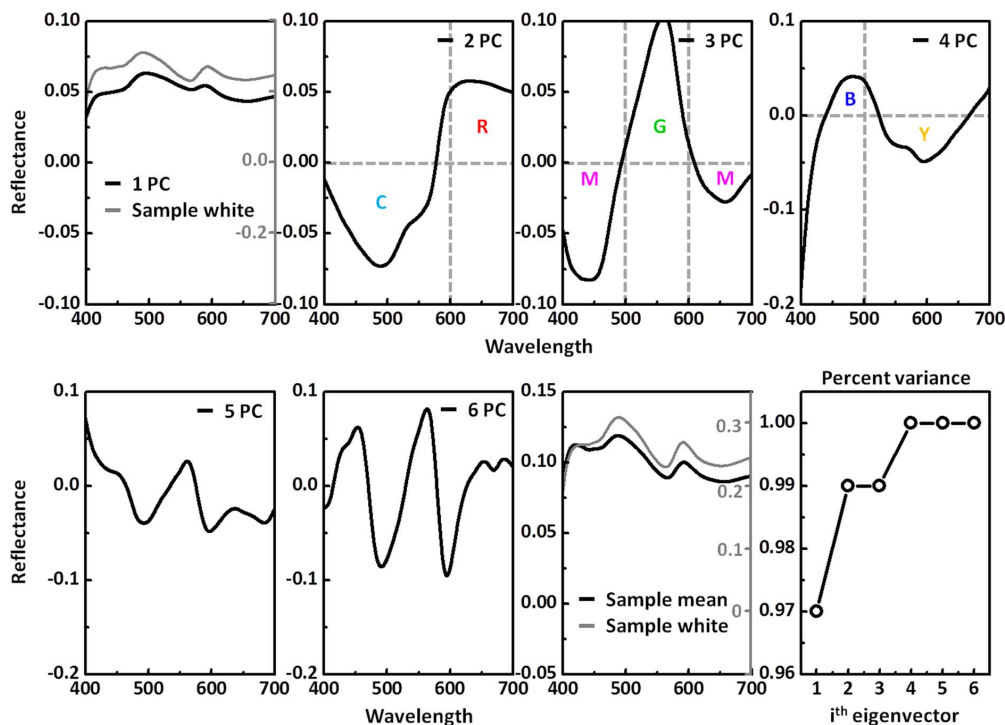 0.10
0.05
0.00
-0.05
-0.10
Reflectance
1 PC
Sample white
0.0
-0.2
400 500 600 700
0.10
0.05
0.00
-0.05
-0.10
2 PC
R
C
400 500 600 700
0.10
0.05
0.00
-0.05
-0.10
3 PC
G
M M
400 500 600 700
0.1
0.0
-0.1
-0.2
4 PC
B
Y
400 500 600 700
Wavelength
0.1
0.0
-0.1
-0.2
Reflectance
5 PC
400 500 600 700
0.1
0.0
-0.1
-0.2
6 PC
400 500 600 700
Wavelength
0.15
0.10
0.05
0.00
-0.05
0.3
0.2
0.1
0
Sample mean
Sample white
400 500 600 700
Percent variance
1.00
0.99
0.98
0.97
0.96
1 2 3 4 5 6
ith eigenvector